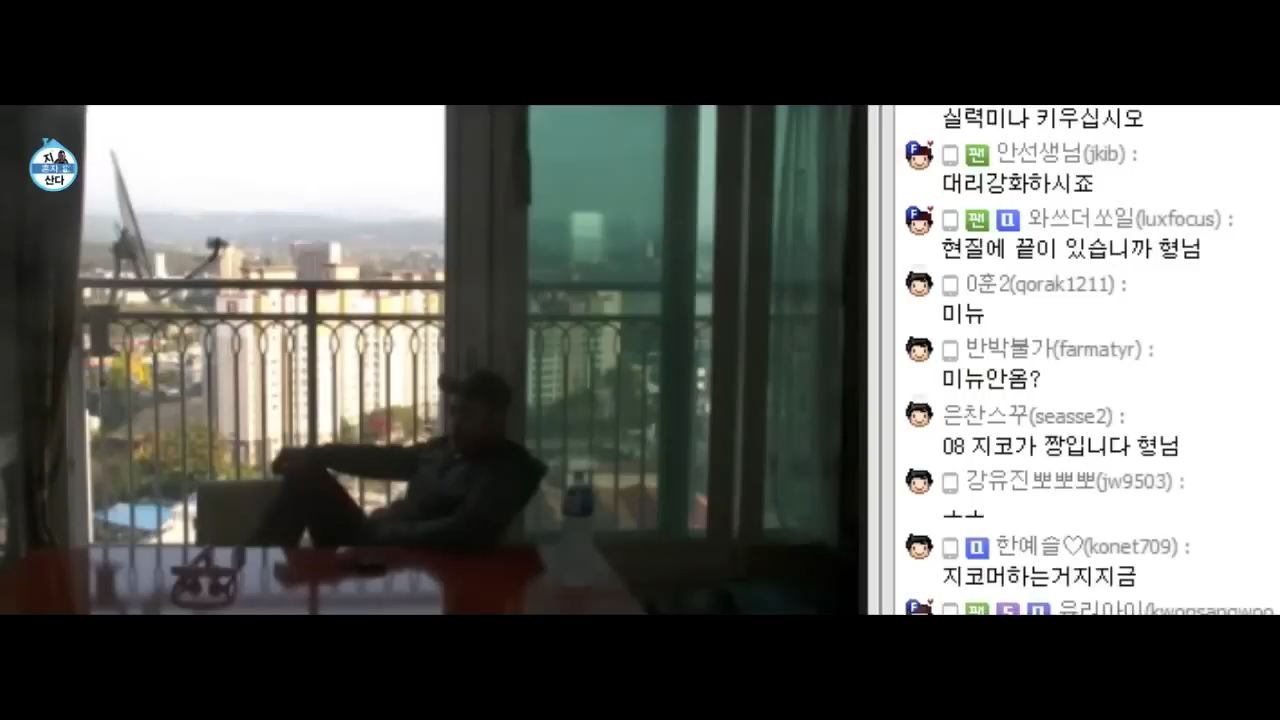 지
혼자 
산다
실력미나 키우십시오
팬 안선생님(jkib) :
대리강화하시죠
팬 와쓰더쏘일(luxfocus) :
현질에 끝이 있습니까 형님
0훈2(qorak1211) :
미뉴
반박불가(farmatyr) :
미뉴안옴?
은찬스꾸(seasse2) :
08 지코가 짱입니다 형님
강유진뽀뽀뽀(jw9503) :
ㅗㅗ
한예슬♡(konet709) :
지코머하는거지지금
팬